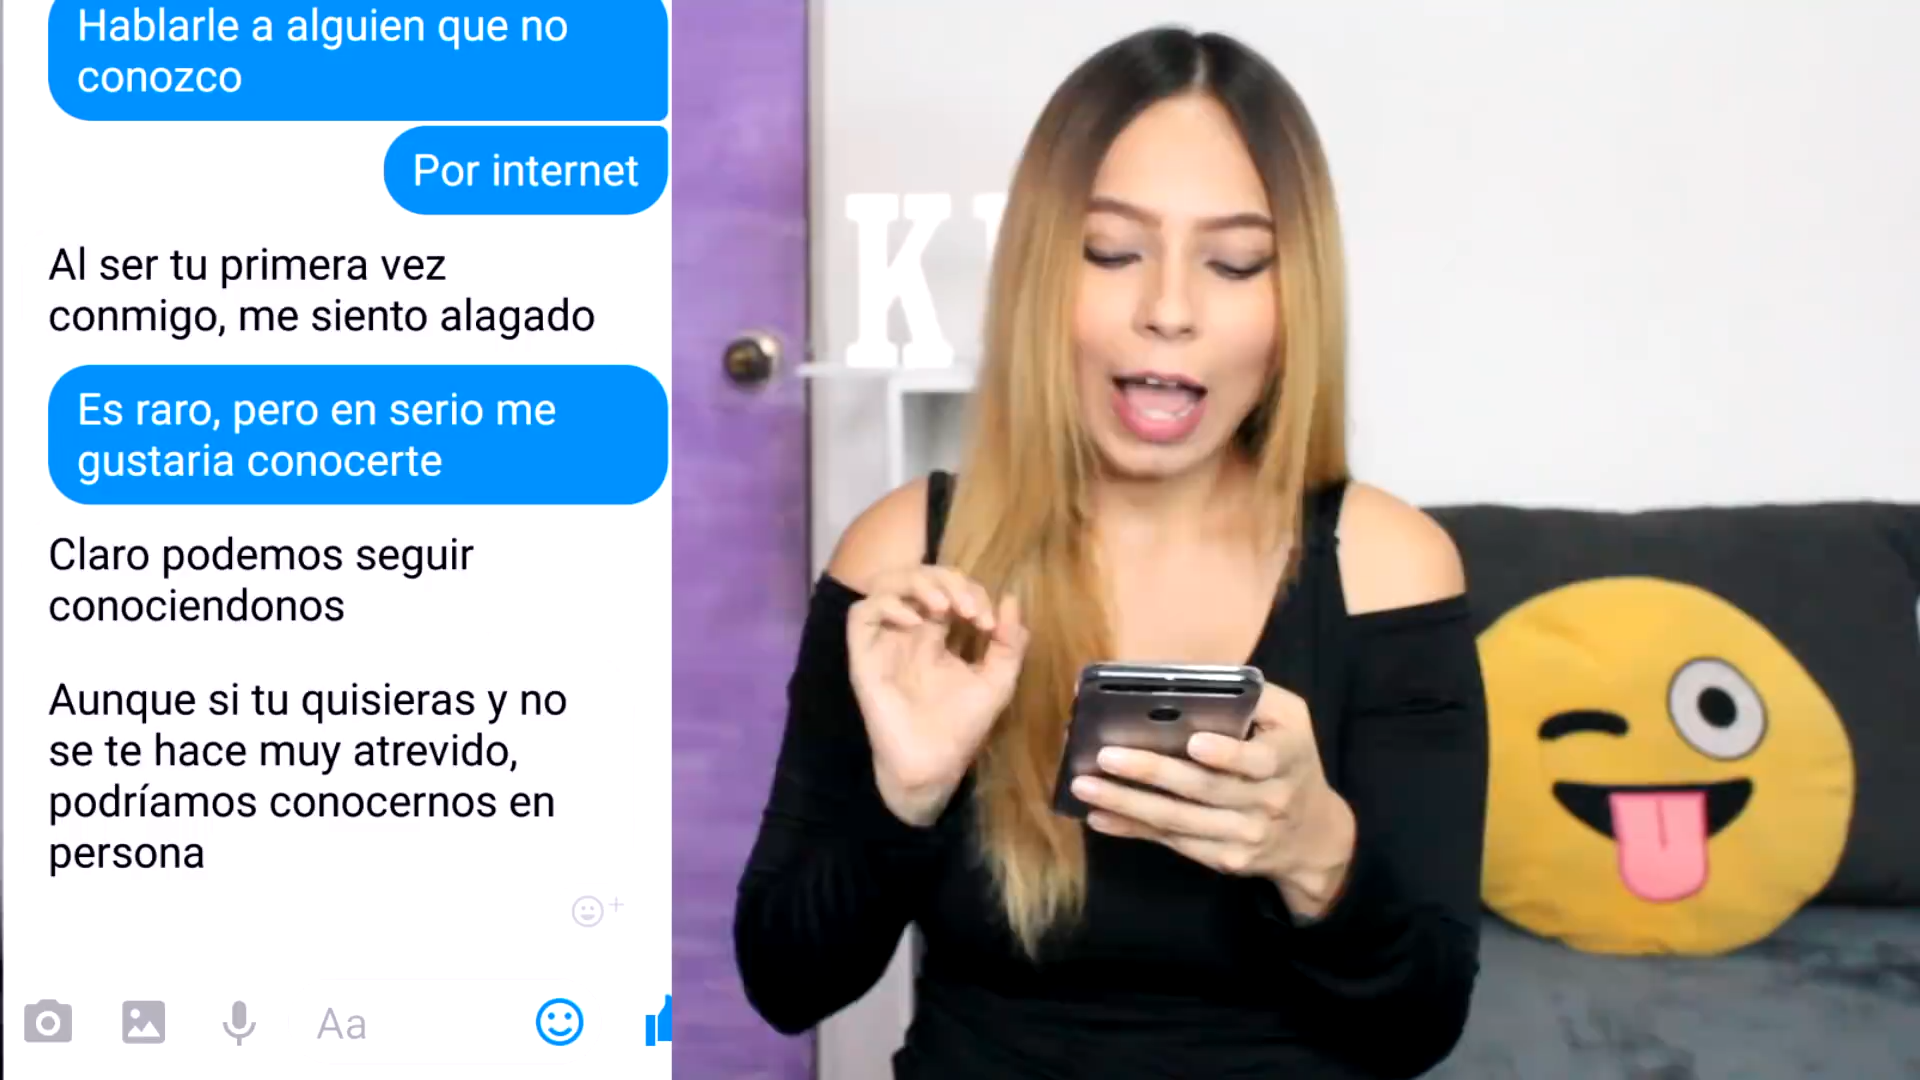 Hablarle a alguien que no
conozco
Por internet
Al ser tu primera vez
conmigo, me siento alagado
Es raro, pero en serio me
gustaria conocerte
Claro podemos seguir
conociendonos
Aunque si tu quisieras y no
se te hace muy atrevido,
podríamos conocernos en
persona
Aa
K